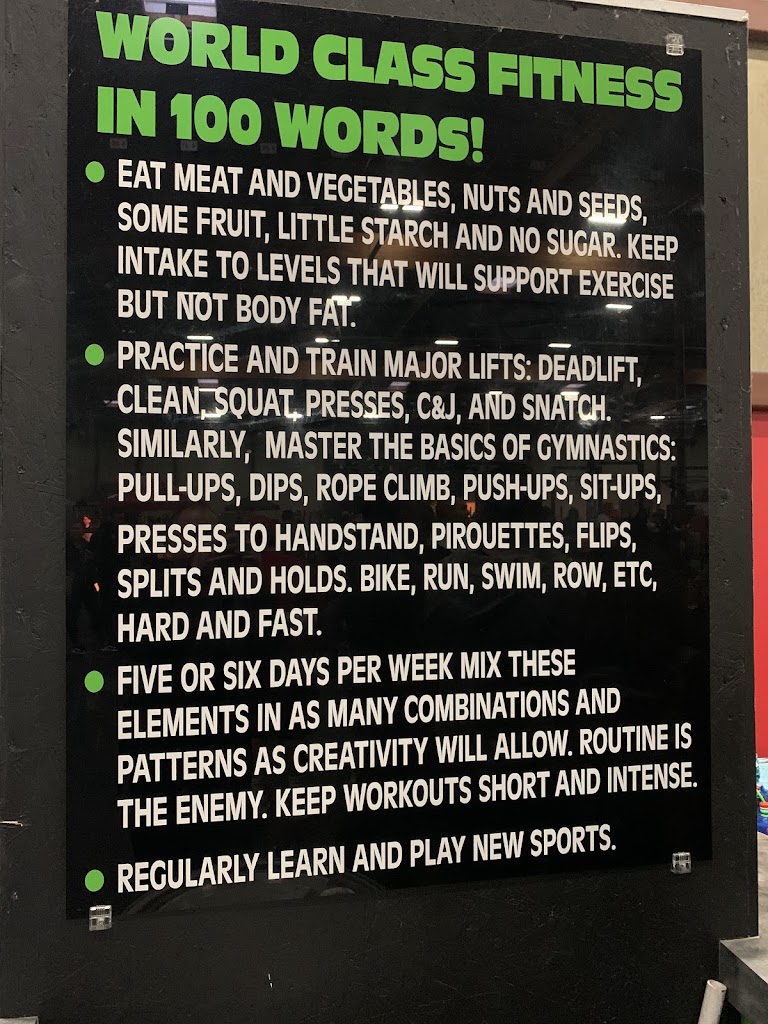 WORLD CLASS FITNESS
IN 100 WORDS!
• EAT MEAT AND VEGETABLES, NUTS AND SEEDS,
SOME FRUIT, LITTLE STARCH AND NO SUGAR. KEEP
INTAKE TO LEVELS THAT WILL SUPPORT EXERCISE
BUT NOT BODY FAT.
• PRACTICE AND TRAIN MAJOR LIFTS: DEADLIFT,
CLEAN, SQUAT, PRESSES, C&J, AND SNATCH.
SIMILARLY, MASTER THE BASICS OF GYMNASTICS:
PULL-UPS, DIPS, ROPE CLIMB, PUSH-UPS, SIT-UPS,
PRESSES TO HANDSTAND, PIROUETTES, FLIPS,
SPLITS AND HOLDS. BIKE, RUN, SWIM, ROW, ETC,
HARD AND FAST.
• FIVE OR SIX DAYS PER WEEK MIX THESE
ELEMENTS IN AS MANY COMBINATIONS AND
PATTERNS AS CREATIVITY WILL ALLOW. ROUTINE IS
THE ENEMY. KEEP WORKOUTS SHORT AND INTENSE.
• REGULARLY LEARN AND PLAY NEW SPORTS.